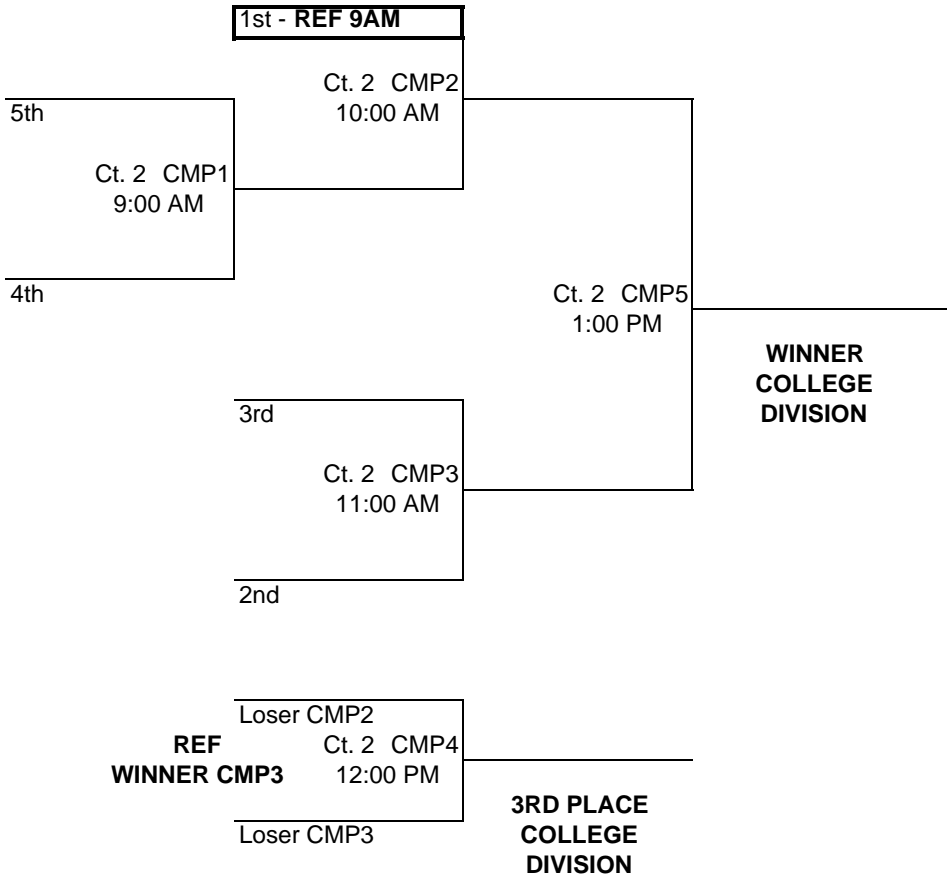 1st - REF 9AM
Ct. 2 CMP2
10:00 AM
5th
Ct. 2 CMP1
9:00 AM
4th
Ct. 2 CMP5
1:00 PM
WINNER
COLLEGE
DIVISION
3rd
Ct. 2 CMP3
11:00 AM
2nd
Loser CMP2
REF
WINNER CMP3
Ct. 2 CMP4
12:00 PM
Loser CMP3
3RD PLACE
COLLEGE
DIVISION